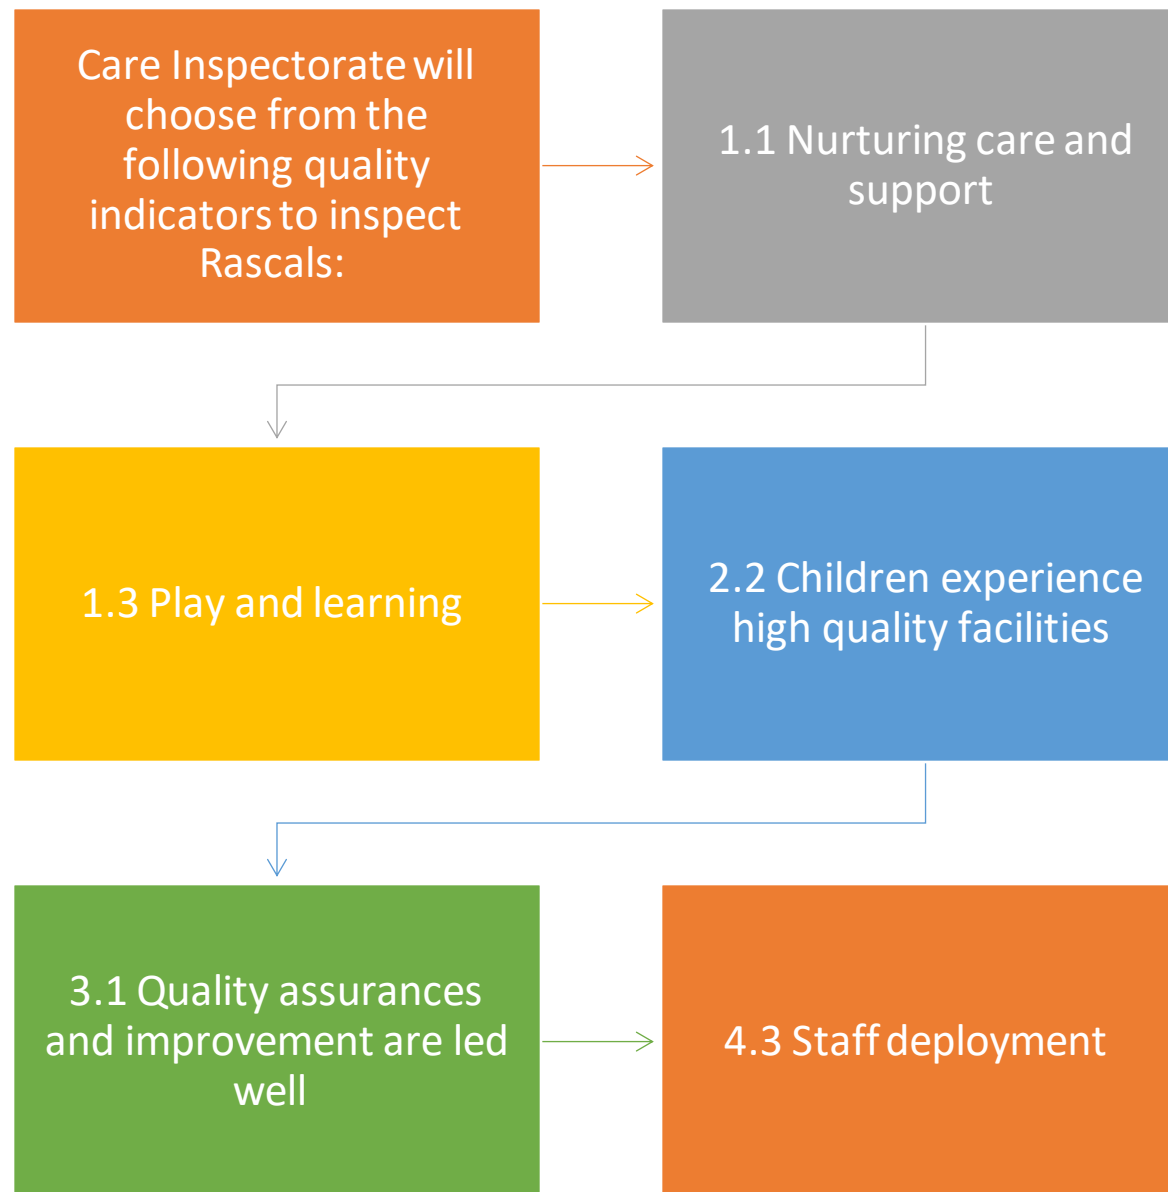 Care Inspectorate will
choose from the
following quality
indicators to inspect
Rascals:
1.1 Nurturing care and
support
1.3 Play and learning
2.2 Children experience
high quality facilities
3.1 Quality assurances
and improvement are led
well
4.3 Staff deployment